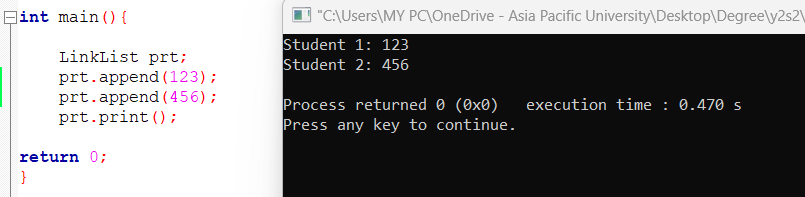 int main(){
LinkList prt;
prt.append(123);
prt.append(456);
prt.print();
return 0;
}
"C:\Users\MY PC\OneDrive - Asia Pacific University\Desktop\Degree\y2s2\
Student 1: 123
Student 2: 456
Process returned 0 (0x0)   execution time : 0.470 s
Press any key to continue.